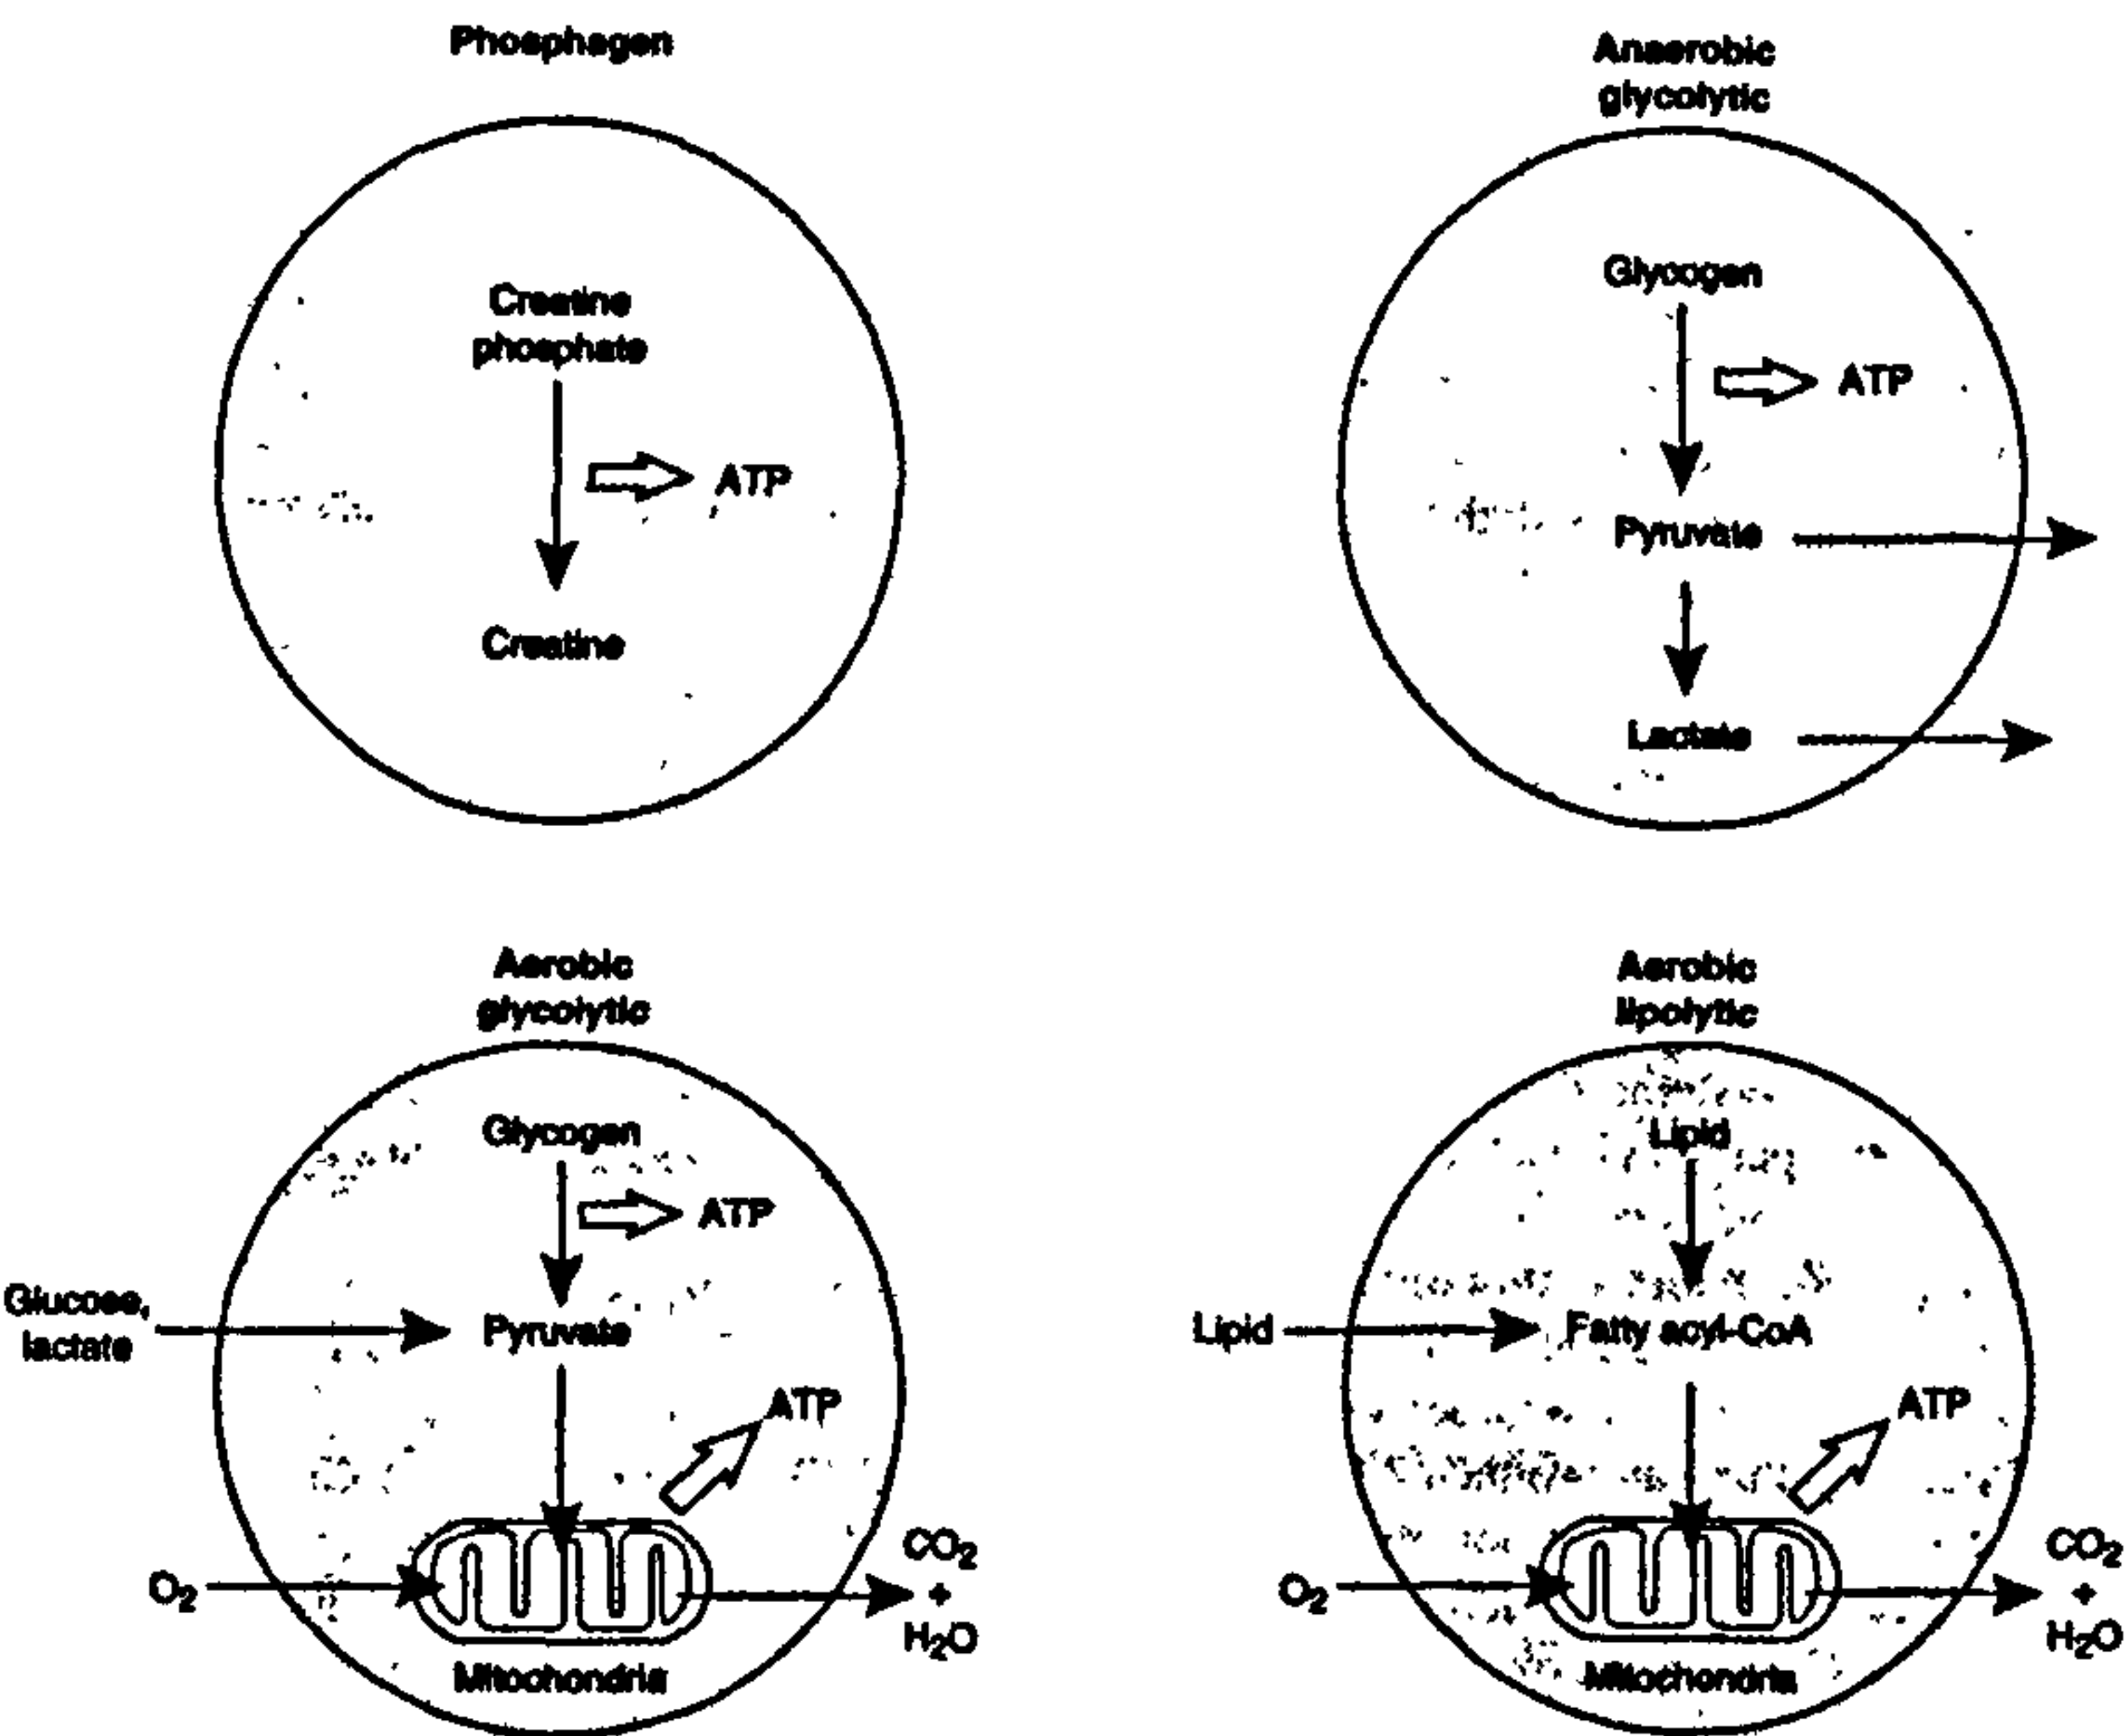 Phosphagen
Creatine
phosphate
ATP
Creatine
Anaerobic
glycolytic
Glycogen
ATP
Pyruvate
Lactate
Aerobic
glycolytic
Glycogen
ATP
Glucose,
lactate
Pyruvate
ATP
O₂
CO₂
+
H₂O
Mitochondria
Aerobic
lipolytic
Lipid
Lipid
Fatty acyl-CoA
ATP
O₂
CO₂
+
H₂O
Mitochondria